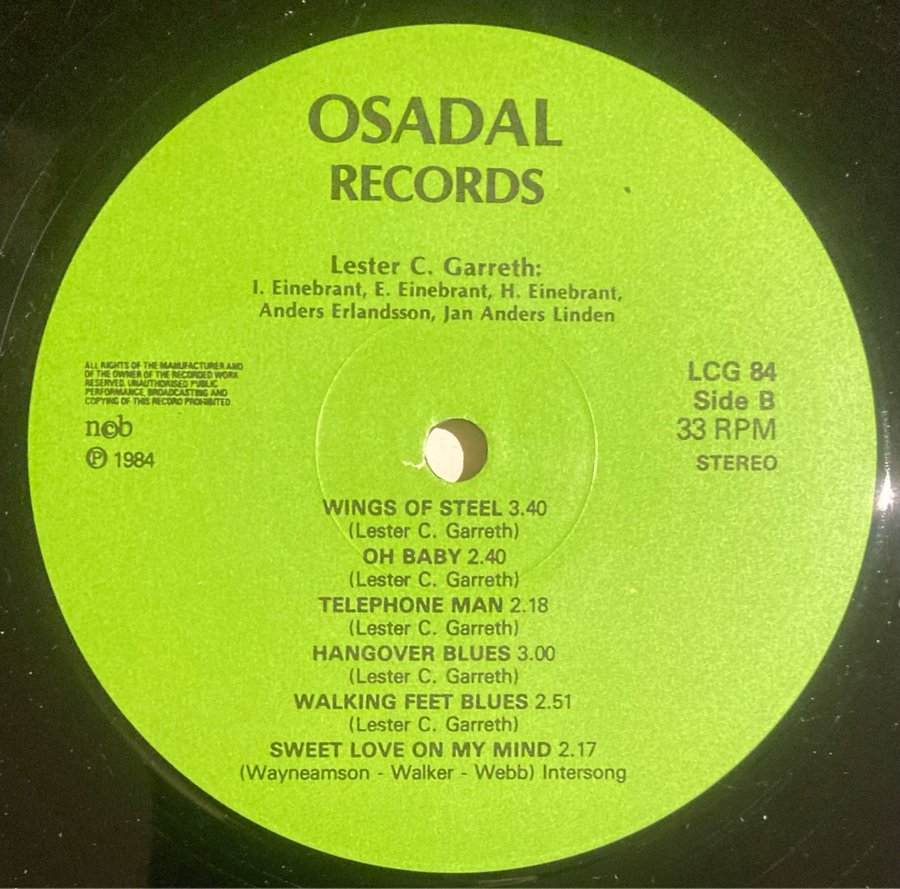 OSADAL
RECORDS
Lester C. Garreth:
I. Einebrant, E. Einebrant, H. Einebrant,
Anders Erlandsson, Jan Anders Linden
ALL RIGHTS OF THE MANUFACTURER AND
OF THE OWNER OF THE RECORDED WORK
RESERVED. UNAUTHORISED PUBLIC
PERFORMANCE, BROADCASTING AND
COPYING OF THIS RECORD PROHIBITED
ncb
℗ 1984
LCG 84
Side B
33 RPM
STEREO
WINGS OF STEEL 3.40
(Lester C. Garreth)
OH BABY 2.40
(Lester C. Garreth)
TELEPHONE MAN 2.18
(Lester C. Garreth)
HANGOVER BLUES 3.00
(Lester C. Garreth)
WALKING FEET BLUES 2.51
(Lester C. Garreth)
SWEET LOVE ON MY MIND 2.17
(Wayneamson - Walker - Webb) Intersong